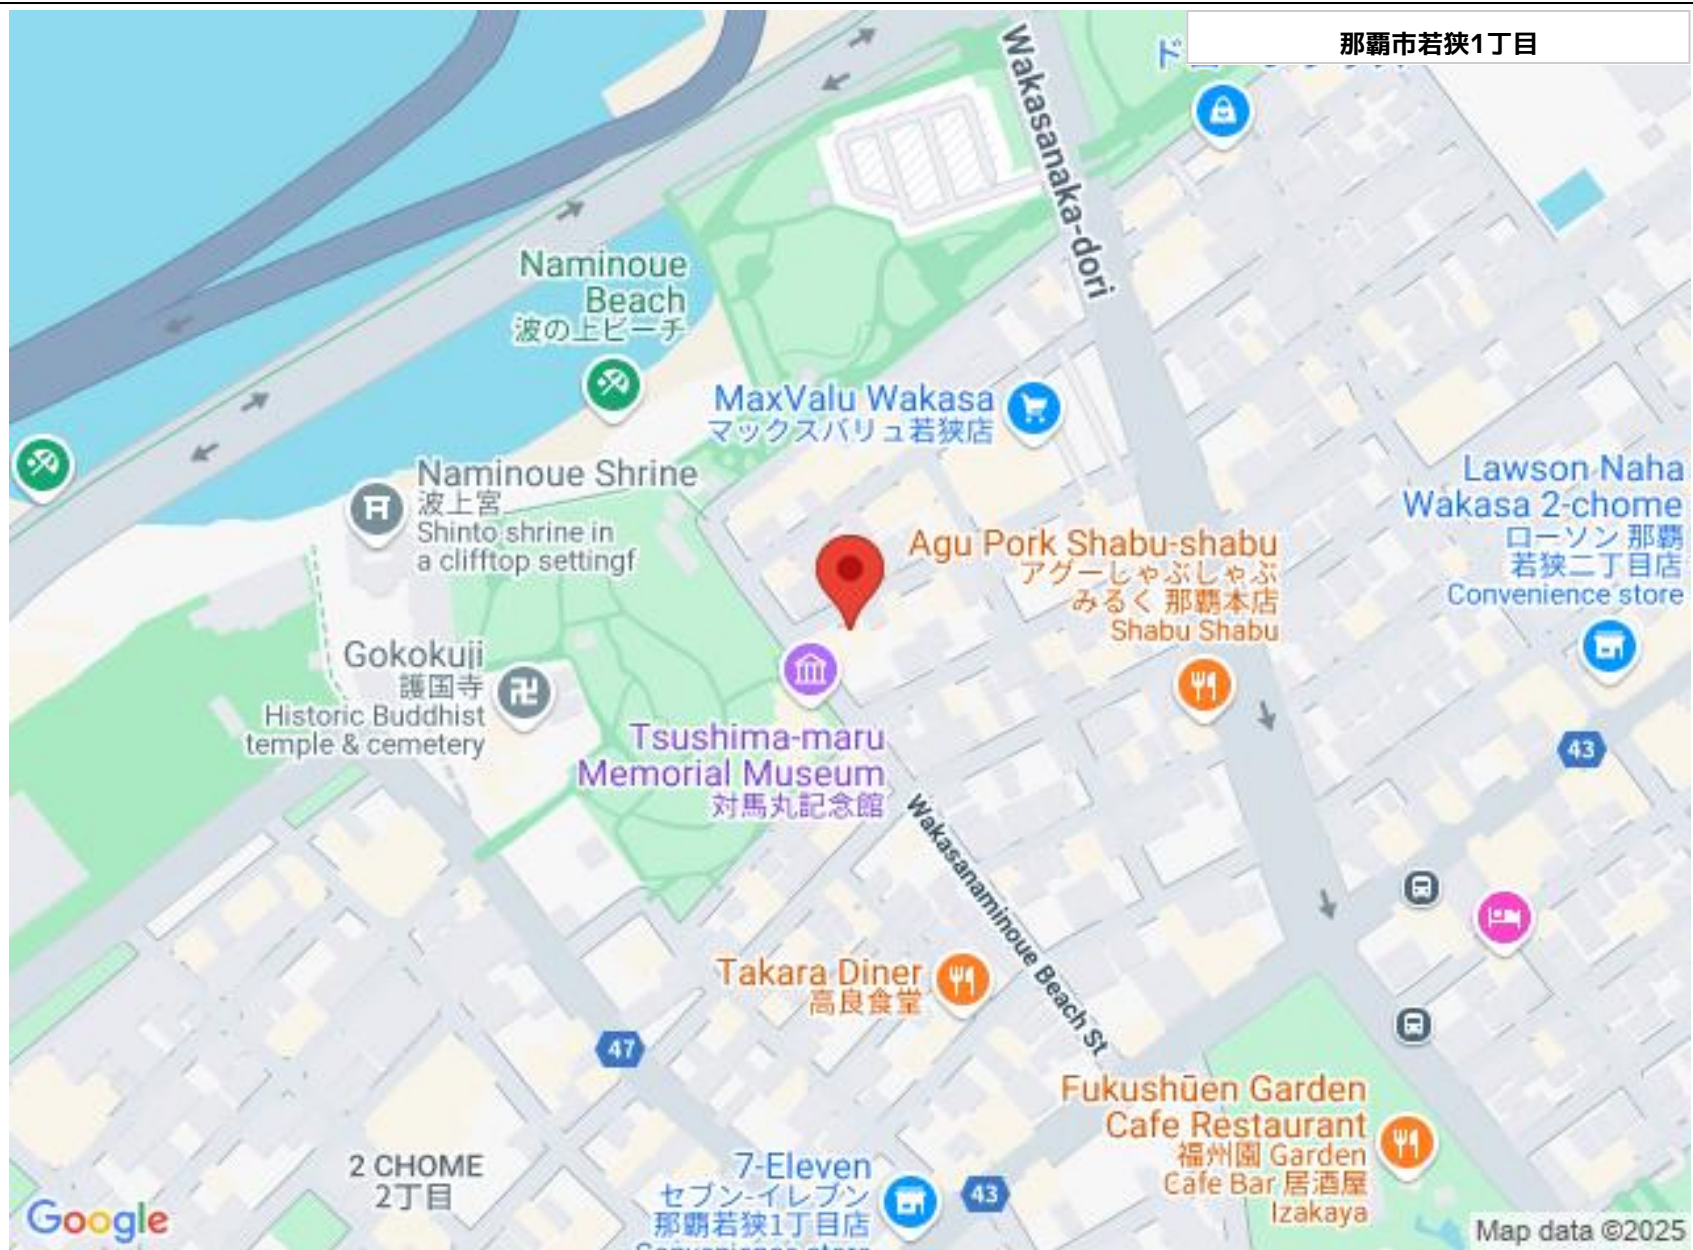 那覇市若狭1丁目
Wakasanaka-dori
Naminoue
Beach
波の上ビーチ
MaxValu Wakasa
マックスバリュ若狭店
Naminoue Shrine
波上宮
Shinto shrine in
a clifftop settingf
Lawson Naha
Wakasa 2-chome
ローソン 那覇
若狭二丁目店
Convenience store
Agu Pork Shabu-shabu
アグーしゃぶしゃぶ
みるく 那覇本店
Shabu Shabu
Gokokuji
護国寺
Historic Buddhist
temple & cemetery
卍
Tsushima-maru
Memorial Museum
対馬丸記念館
43
Wakasanaminoue Beach St
Takara Diner
高良食堂
47
Fukushūen Garden
Cafe Restaurant
福州園 Garden
Cafe Bar 居酒屋
Izakaya
2 CHOME
2丁目
7-Eleven
セブン-イレブン
那覇若狭1丁目店
Convenience store
43
Google
Map data ©2025